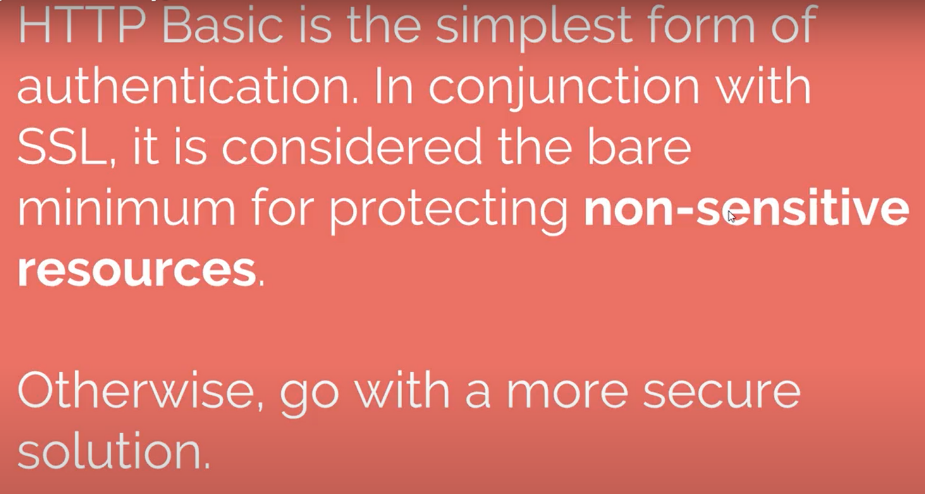 HTTP Basic is the simplest form of
authentication. In conjunction with
SSL, it is considered the bare
minimum for protecting non-sensitive
resources.
Otherwise, go with a more secure
solution.